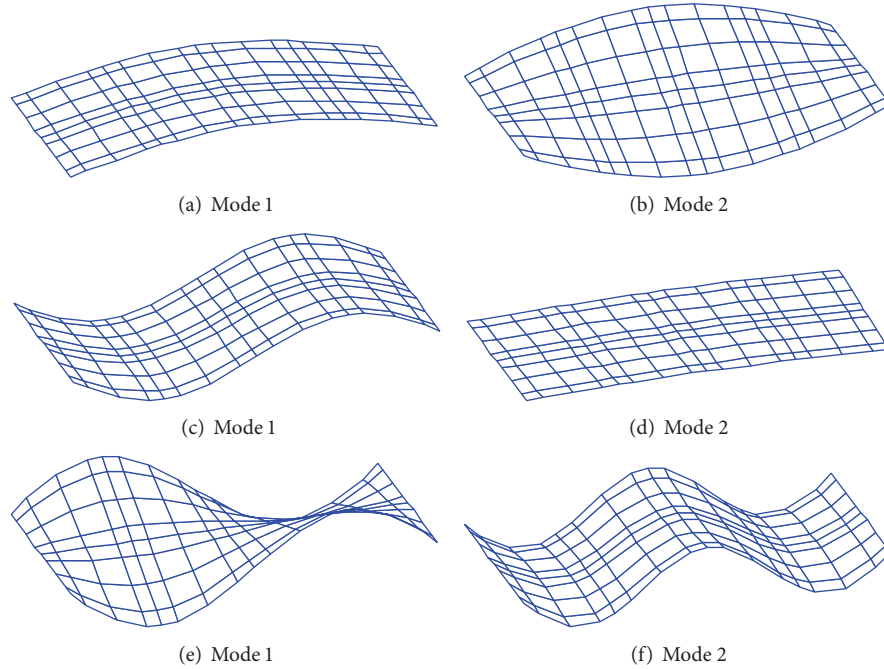 (a) Mode 1
(b) Mode 2
(c) Mode 1
(d) Mode 2
(e) Mode 1
(f) Mode 2